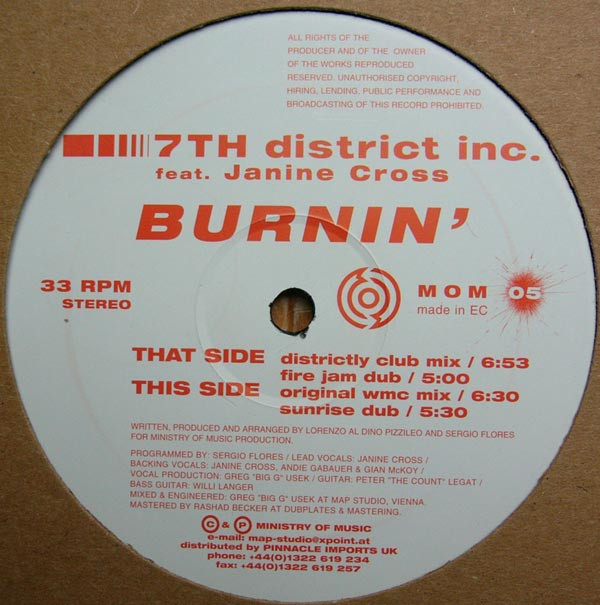 ALL RIGHTS OF THE
PRODUCER AND OF THE OWNER
OF THE WORKS REPRODUCED
RESERVED. UNAUTHORISED COPYRIGHT,
HIRING, LENDING, PUBLIC PERFORMANCE AND
BROADCASTING OF THIS RECORD PROHIBITED.
7TH district inc.
feat. Janine Cross
BURNIN'
33 RPM
STEREO
MOM 05
made in EC
THAT SIDE districtly club mix / 6:53
fire jam dub / 5:00
THIS SIDE original wmc mix / 6:30
sunrise dub / 5:30
WRITTEN, PRODUCED AND ARRANGED BY LORENZO AL DINO PIZZILEO AND SERGIO FLORES
FOR MINISTRY OF MUSIC PRODUCTION.
PROGRAMMED BY: SERGIO FLORES / LEAD VOCALS: JANINE CROSS /
BACKING VOCALS: JANINE CROSS, ANDIE GABAUER & GIAN McKOY /
VOCAL PRODUCTION: GREG "BIG G" USEK / GUITAR: PETER "THE COUNT" LEGAT /
BASS GUITAR: WILLI LANGER
MIXED & ENGINEERED: GREG "BIG G" USEK AT MAP STUDIO, VIENNA.
MASTERED BY RASHAD BECKER AT DUBPLATES & MASTERING.
C & P MINISTRY OF MUSIC
e-mail: map-studio@xpoint.at
distributed by PINNACLE IMPORTS UK
phone: +44(0)1322 619 234
fax: +44(0)1322 619 257